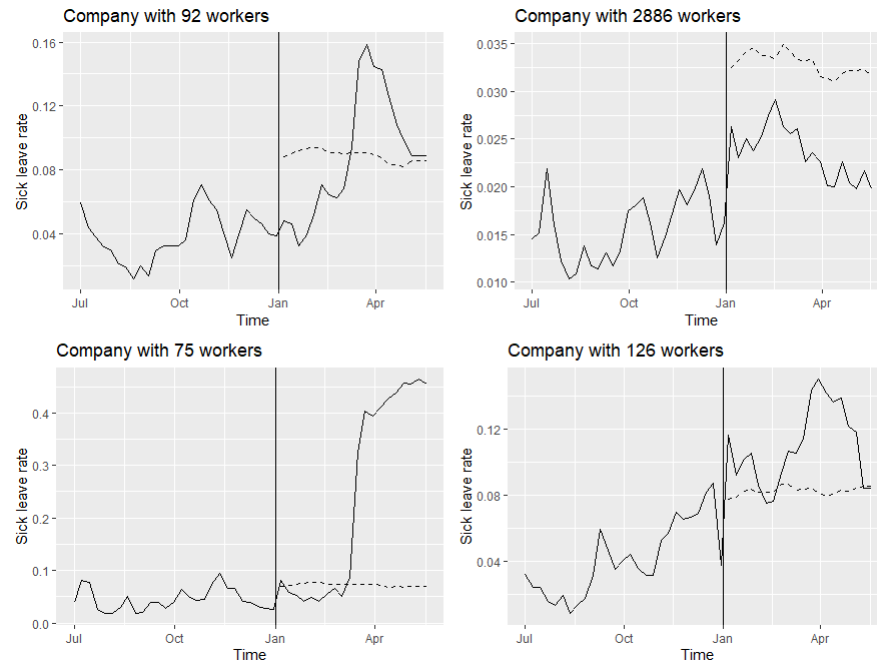 Company with 92 workers
Sick leave rate
0.16
0.12
0.08
0.04
Jul
Oct
Jan
Apr
Time
Company with 2886 workers
Sick leave rate
0.035
0.030
0.025
0.020
0.015
0.010
Jul
Oct
Jan
Apr
Time
Company with 75 workers
Sick leave rate
0.4
0.3
0.2
0.1
0.0
Jul
Oct
Jan
Apr
Time
Company with 126 workers
Sick leave rate
0.12
0.08
0.04
Jul
Oct
Jan
Apr
Time